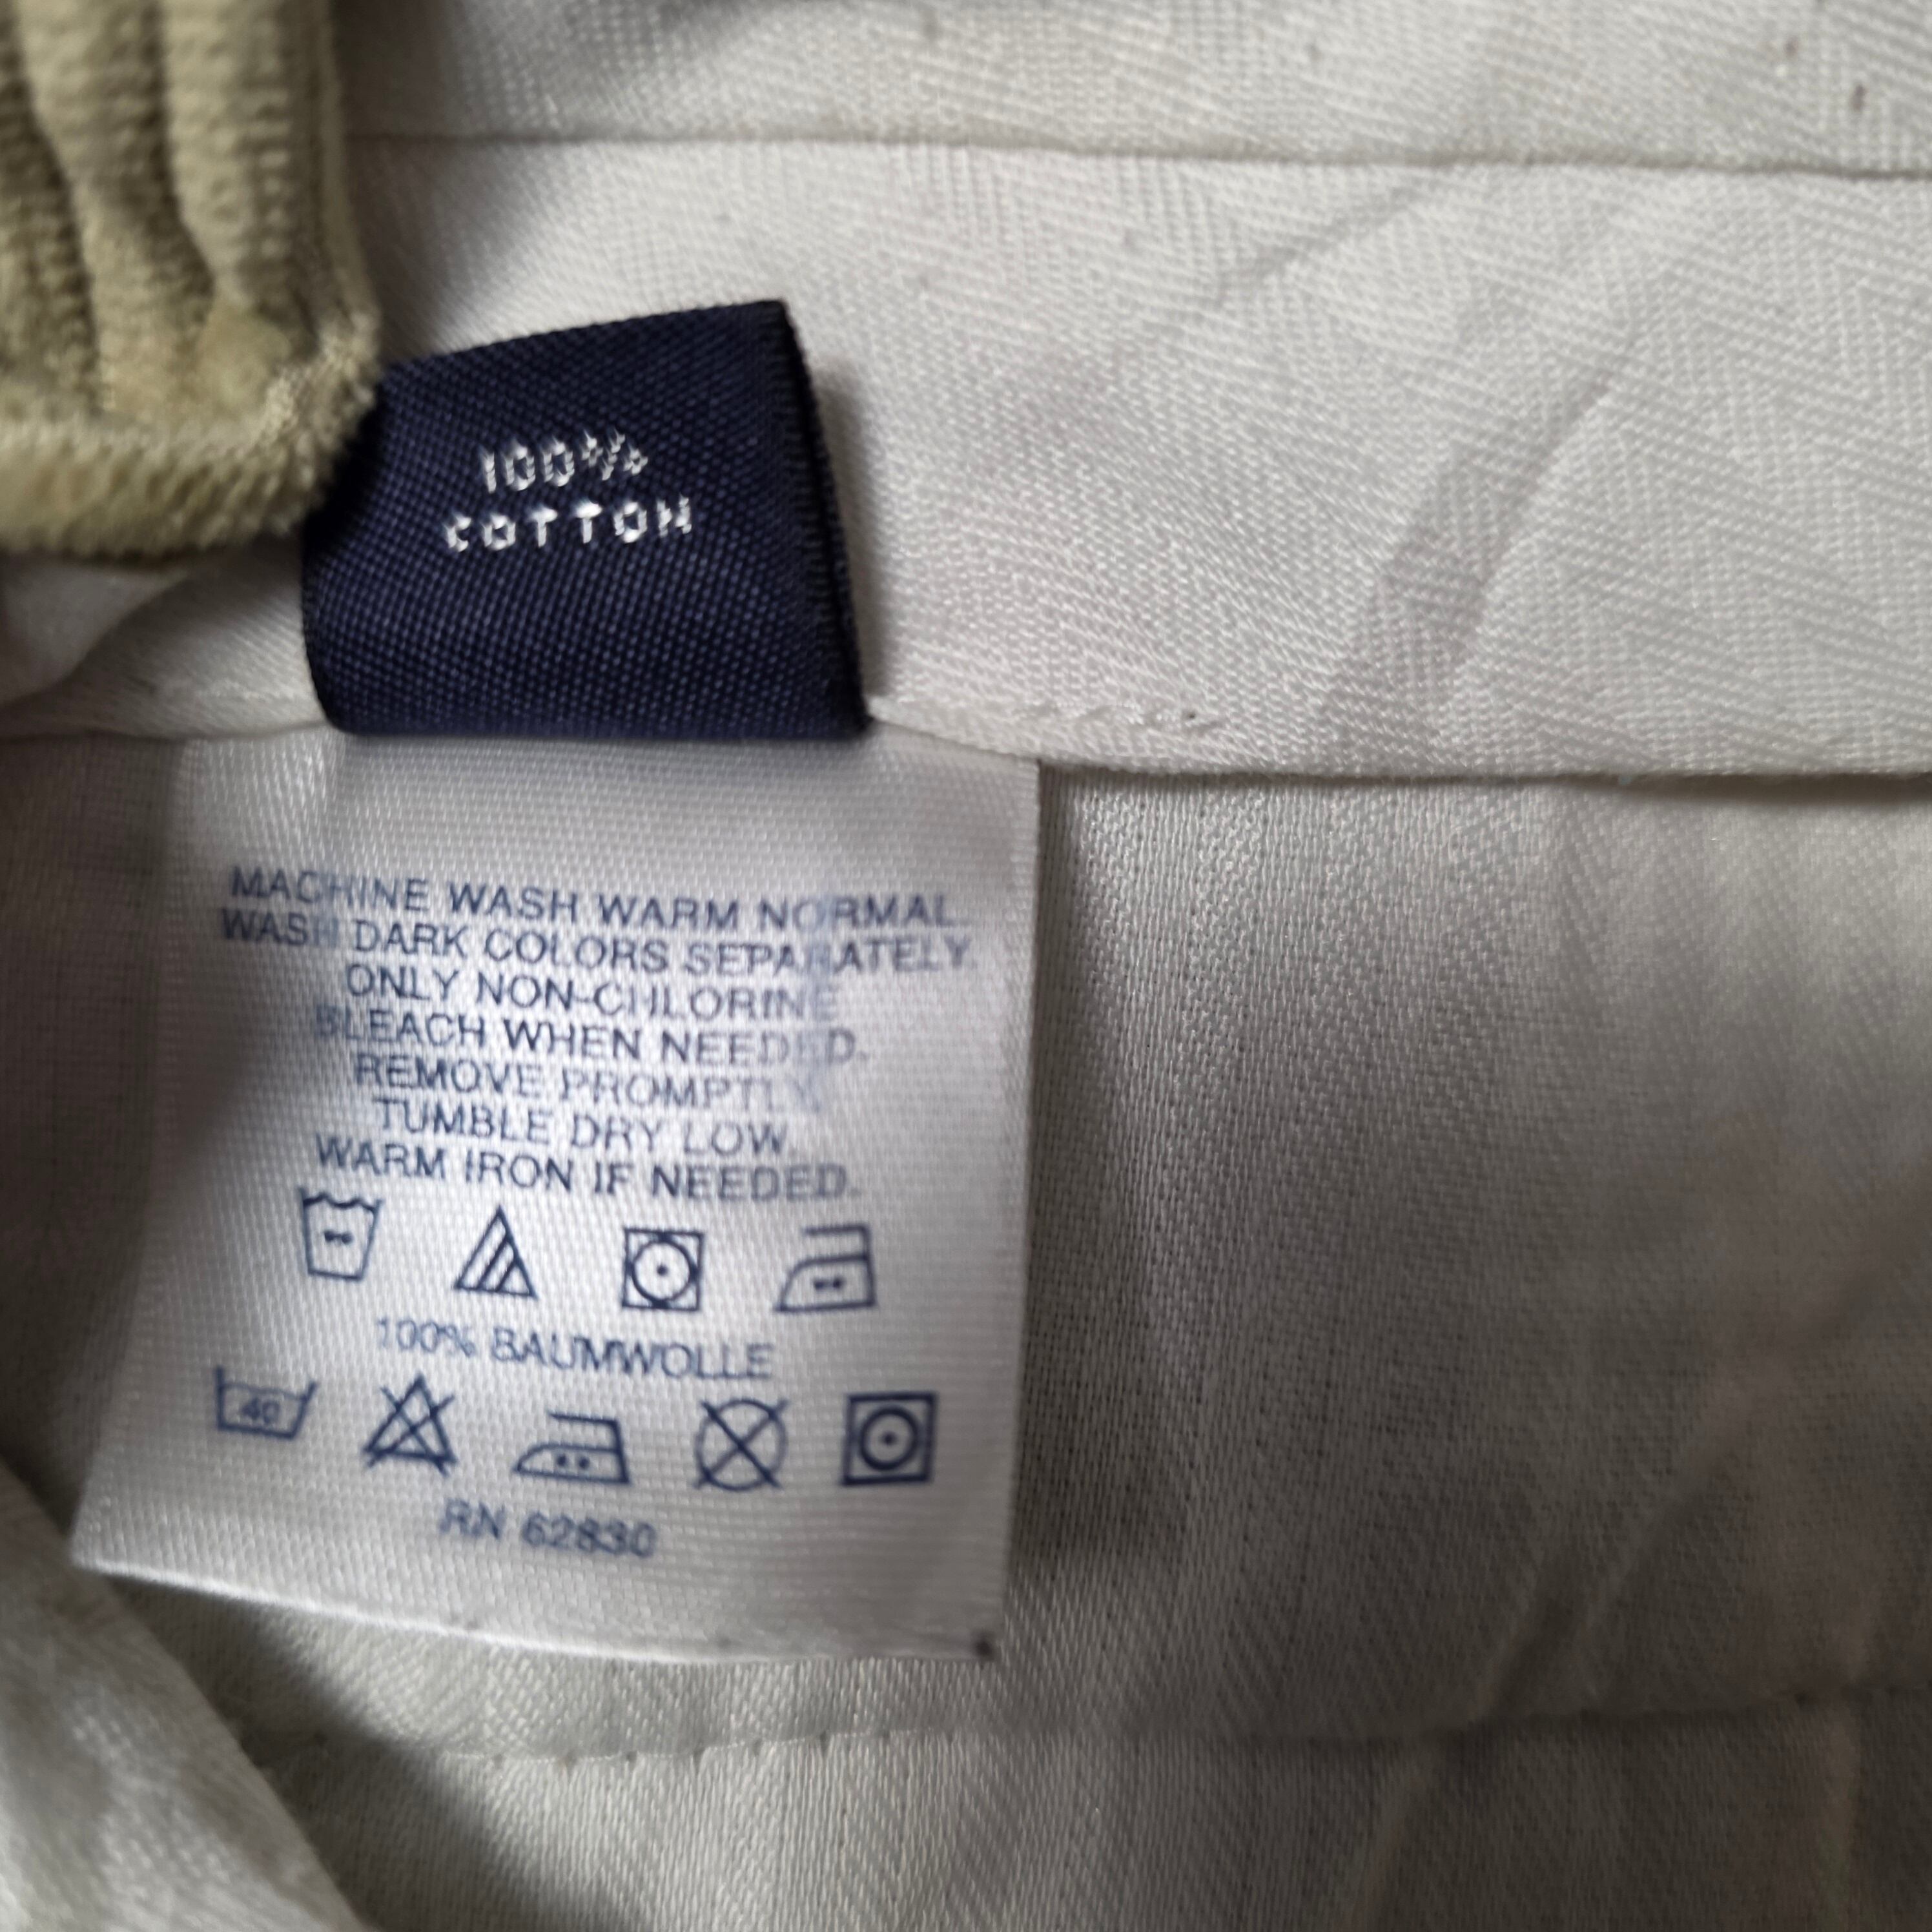 100%
COTTON
MACHINE WASH WARM NORMAL.
WASH DARK COLORS SEPARATELY.
ONLY NON-CHLORINE
BLEACH WHEN NEEDED.
REMOVE PROMPTLY
TUMBLE DRY LOW.
WARM IRON IF NEEDED.
100% BAUMWOLLE
40
RN 62830